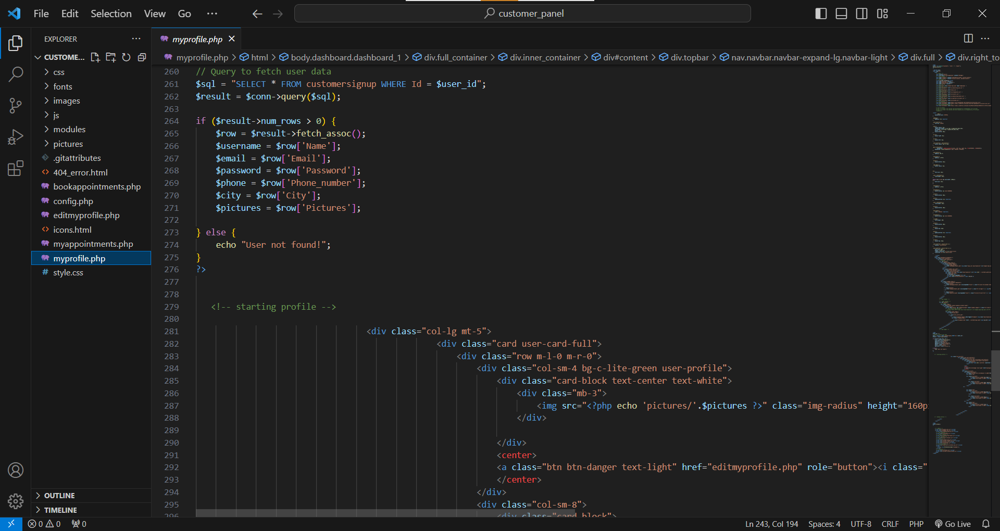 File Edit Selection View Go ···
customer_panel
EXPLORER
CUSTOME...
css
fonts
images
js
modules
pictures
.gitattributes
404_error.html
bookappointments.php
config.php
editmyprofile.php
icons.html
myappointments.php
myprofile.php
style.css
OUTLINE
TIMELINE
myprofile.php
myprofile.php > html > body.dashboard.dashboard_1 > div.full_container > div.inner_container > div#content > div.topbar > nav.navbar.navbar-expand-lg.navbar-light > div.full > div.right_to
260 // Query to fetch user data
261 $sql = "SELECT * FROM customersignup WHERE Id = $user_id";
262 $result = $conn->query($sql);
263
264 if ($result->num_rows > 0) {
265 $row = $result->fetch_assoc();
266 $username = $row['Name'];
267 $email = $row['Email'];
268 $password = $row['Password'];
269 $phone = $row['Phone_number'];
270 $city = $row['City'];
271 $pictures = $row['Pictures'];
272
273 } else {
274 echo "User not found!";
275 }
276 ?>
277
278
279 <!-- starting profile -->
280
281 <div class="col-lg mt-5">
282 <div class="card user-card-full">
283 <div class="row m-l-0 m-r-0">
284 <div class="col-sm-4 bg-c-lite-green user-profile">
285 <div class="card-block text-center text-white">
286 <div class="mb-3">
287 <img src="<?php echo 'pictures/'.$pictures ?>" class="img-radius" height="160p
288 </div>
289
290 </div>
291 <center>
292 <a class="btn btn-danger text-light" href="editmyprofile.php" role="button"><i class="
293 </center>
294 </div>
295 <div class="col-sm-8">
296 <div class="card block">
0 0 0
Ln 243, Col 194 Spaces: 4 UTF-8 CRLF PHP Go Live